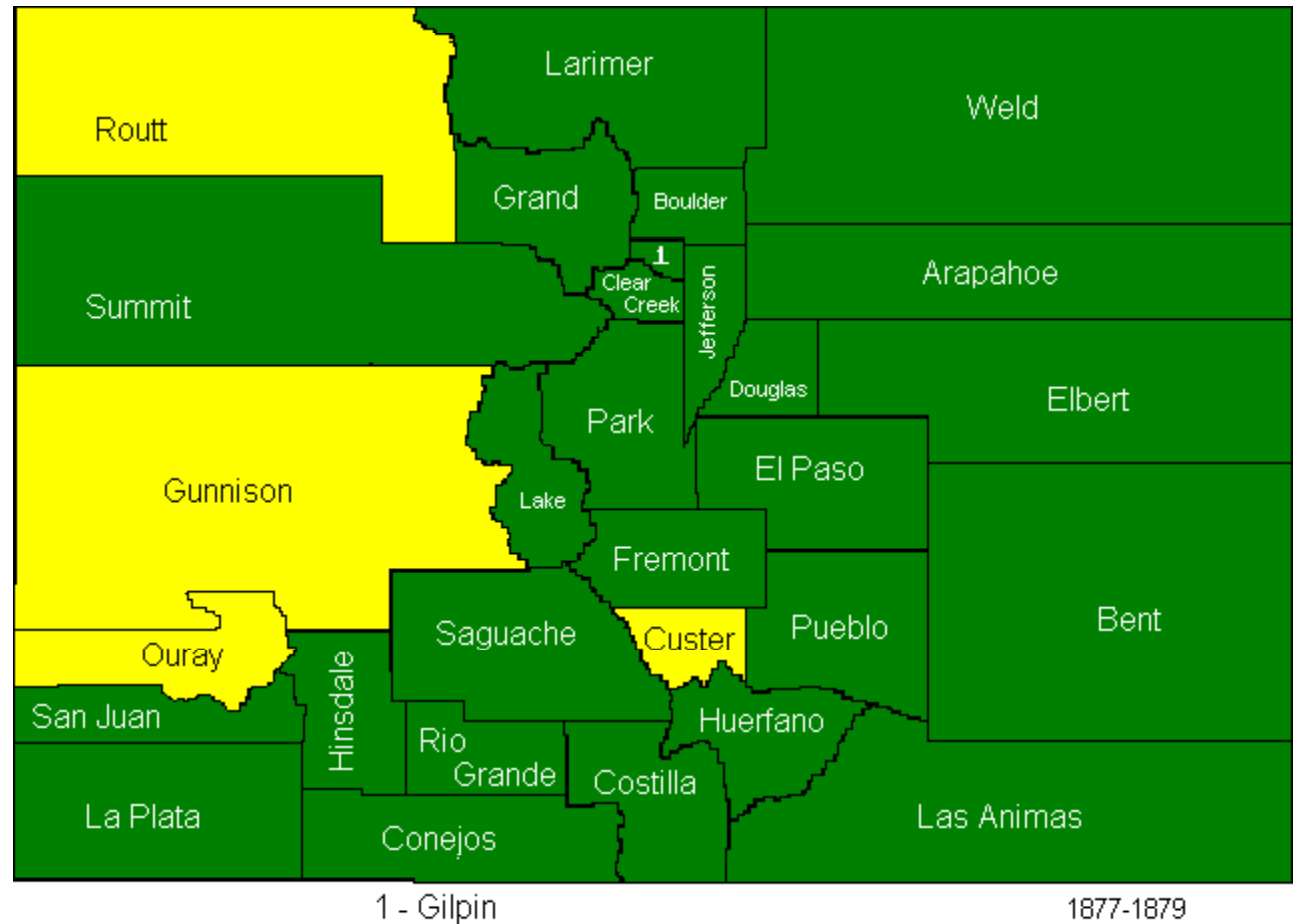 Larimer
Weld
Routt
Grand
Boulder
1
Arapahoe
Clear
Creek
Jefferson
Summit
Douglas
Elbert
Park
El Paso
Gunnison
Lake
Fremont
Bent
Pueblo
Saguache
Custer
Ouray
Hinsdale
San Juan
Huerfano
Rio
Grande
Costilla
La Plata
Las Animas
Conejos
1 - Gilpin
1877-1879